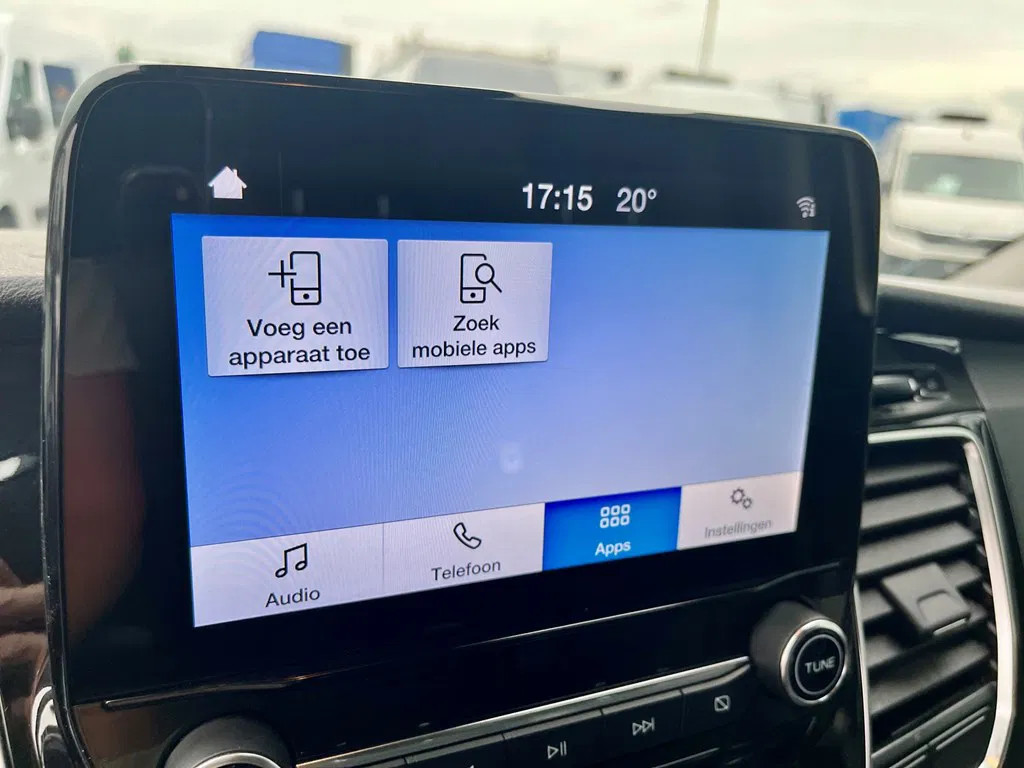 17:15 20°
Voeg een
apparaat toe
Zoek
mobiele apps
Audio
Telefoon
Apps
Instellingen
TUNE